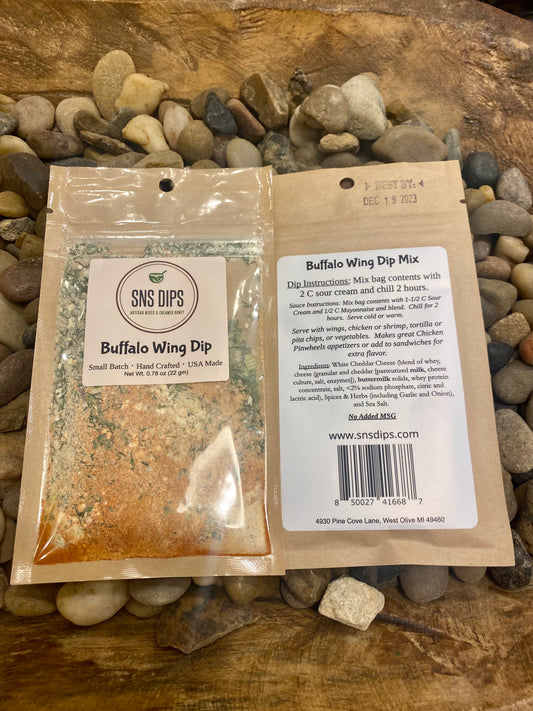 SNS DIPS
ARTISAN MIXES & CREAMED HONEY
Buffalo Wing Dip
Small Batch · Hand Crafted · USA Made
Net Wt. 0.78 oz (22 gm)
BEST BY:
DEC 19 2023
Buffalo Wing Dip Mix
Dip Instructions: Mix bag contents with
2 C sour cream and chill 2 hours.
Sauce Instructions: Mix bag contents with 1-1/2 C Sour
Cream and 1/2 C Mayonnaise and blend. Chill for 2
hours. Serve cold or warm.
Serve with wings, chicken or shrimp, tortilla or
pita chips, or vegetables. Makes great Chicken
Pinwheels appetizers or add to sandwiches for
extra flavor.
Ingredients: White Cheddar Cheese (blend of whey,
cheese (granular and cheddar [pasteurized milk, cheese
culture, salt, enzymes]), buttermilk solids, whey protein
concentrate, salt, <2% sodium phosphate, citric and
lactric acid), Spices & Herbs (including Garlic and Onion),
and Sea Salt.
No Added MSG
www.snsdips.com
8 50027 41668 7
4930 Pine Cove Lane, West Olive MI 49460